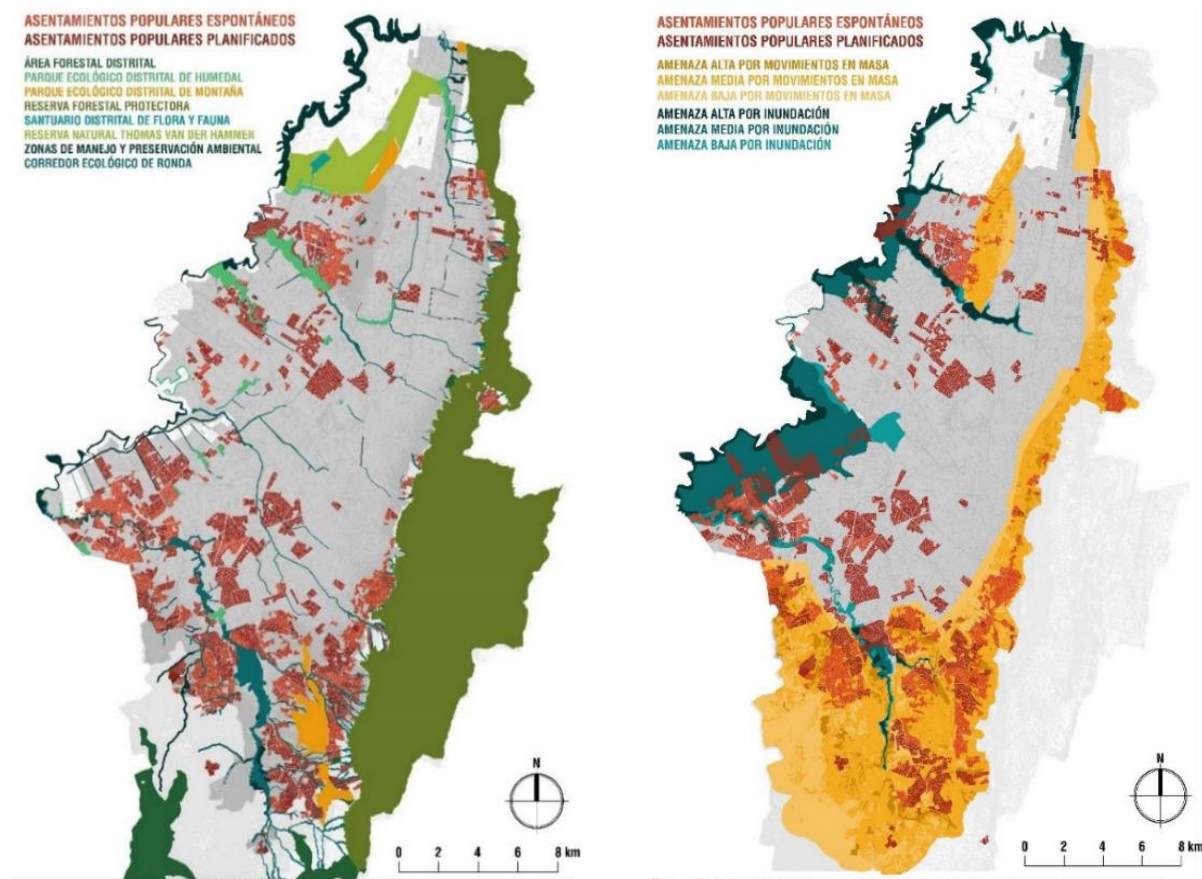 ASENTAMIENTOS POPULARES ESPONTÁNEOS
ASENTAMIENTOS POPULARES PLANIFICADOS
ÁREA FORESTAL DISTRITAL
PARQUE ECOLÓGICO DISTRITAL DE HUMEDAL
PARQUE ECOLÓGICO DISTRITAL DE MONTAÑA
RESERVA FORESTAL PROTECTORA
SANTUARIO DISTRITAL DE FLORA Y FAUNA
RESERVA NATURAL THOMAS VAN DER HAMMEN
ZONAS DE MANEJO Y PRESERVACIÓN AMBIENTAL
CORREDOR ECOLÓGICO DE RONDA
N
0 2 4 6 8 km
ASENTAMIENTOS POPULARES ESPONTÁNEOS
ASENTAMIENTOS POPULARES PLANIFICADOS
AMENAZA ALTA POR MOVIMIENTOS EN MASA
AMENAZA MEDIA POR MOVIMIENTOS EN MASA
AMENAZA BAJA POR MOVIMIENTOS EN MASA
AMENAZA ALTA POR INUNDACIÓN
AMENAZA MEDIA POR INUNDACIÓN
AMENAZA BAJA POR INUNDACIÓN
N
0 2 4 6 8 km